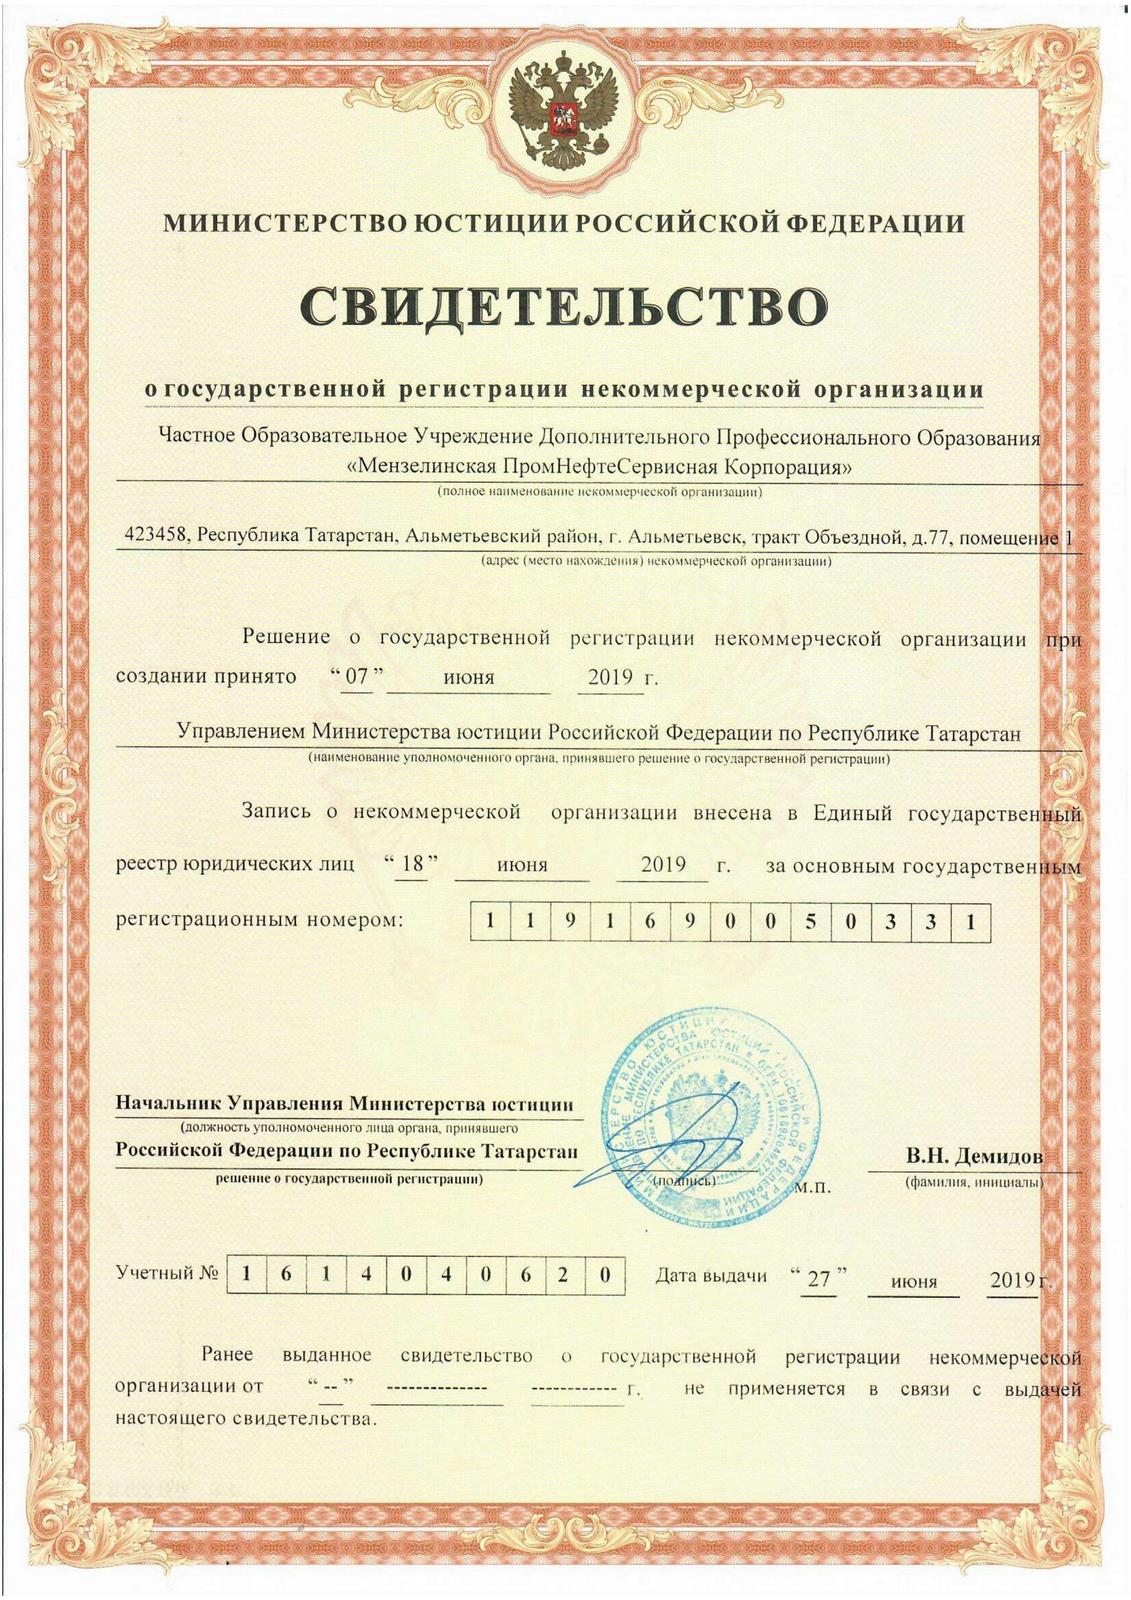 МИНИСТЕРСТВО ЮСТИЦИИ РОССИЙСКОЙ ФЕДЕРАЦИИ
СВИДЕТЕЛЬСТВО
о государственной регистрации некоммерческой организации
Частное Образовательное Учреждение Дополнительного Профессионального Образования
«Мензелинская ПромНефтеСервисная Корпорация»
(полное наименование некоммерческой организации)
423458, Республика Татарстан, Альметьевский район, г. Альметьевск, тракт Объездной, д.77, помещение 1
(адрес (место нахождения) некоммерческой организации)
Решение о государственной регистрации некоммерческой организации при
создании принято “07” июня 2019 г.
Управлением Министерства юстиции Российской Федерации по Республике Татарстан
(наименование уполномоченного органа, принявшего решение о государственной регистрации)
Запись о некоммерческой организации внесена в Единый государственный
реестр юридических лиц “18” июня 2019 г. за основным государственным
регистрационным номером: 1 1 9 1 6 9 0 0 5 0 3 3 1
Начальник Управления Министерства юстиции
(должность уполномоченного лица органа, принявшего
Российской Федерации по Республике Татарстан
решение о государственной регистрации)
(подпись)
М.П.
В.Н. Демидов
(фамилия, инициалы)
Учетный № 1 6 1 4 0 4 0 6 2 0 Дата выдачи “27” июня 2019 г.
Ранее выданное свидетельство о государственной регистрации некоммерческой
организации от “--” ------------- ------------ г. не применяется в связи с выдачей
настоящего свидетельства.